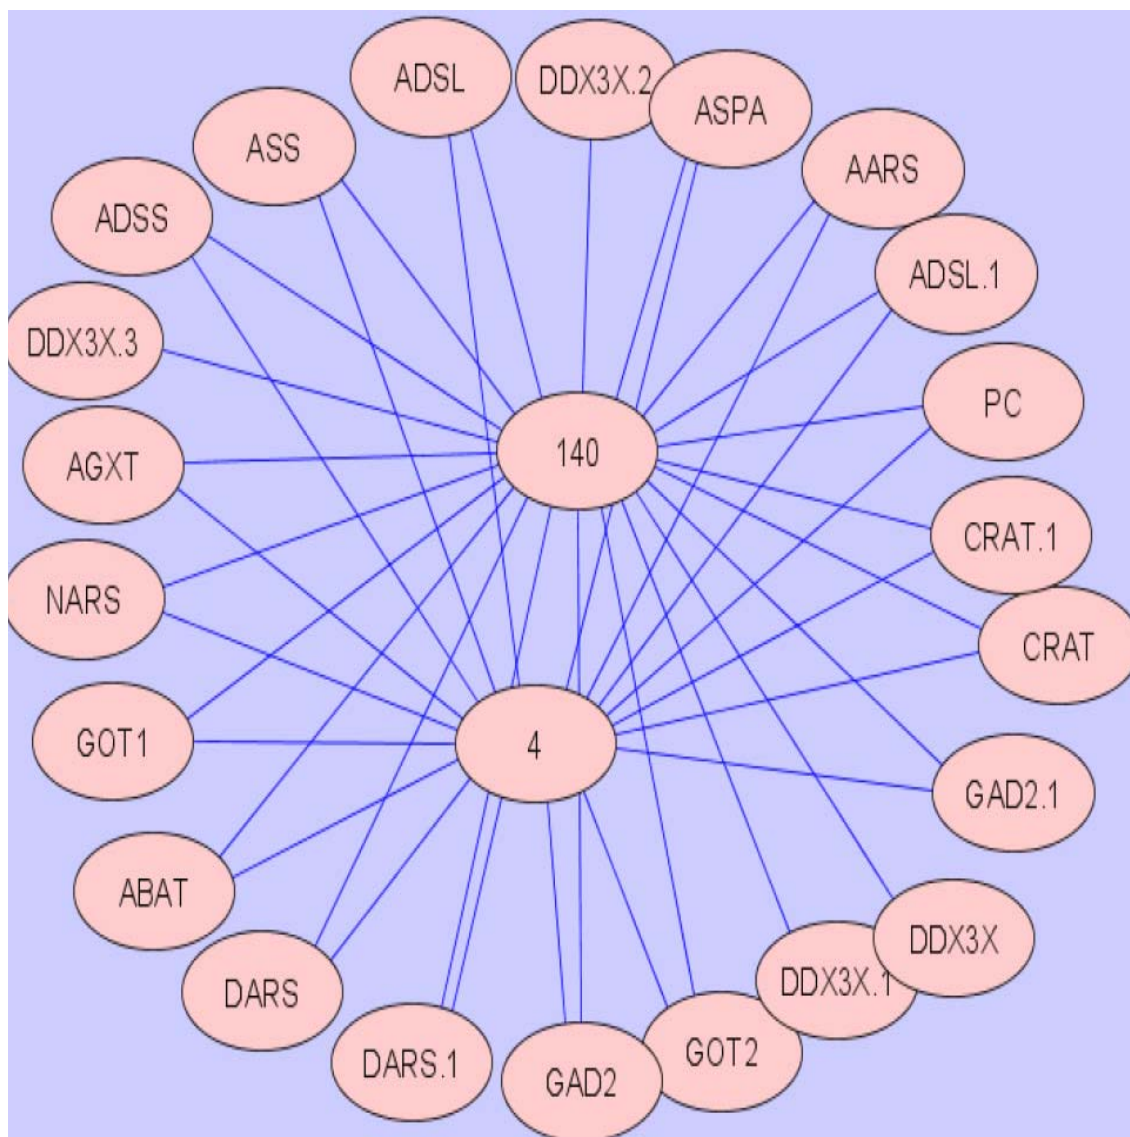 ADSL
DDX3X.2
ASPA
ASS
AARS
ADSS
ADSL.1
DDX3X.3
PC
AGXT
140
CRAT.1
NARS
CRAT
GOT1
4
GAD2.1
ABAT
DDX3X
DARS
DDX3X.1
DARS.1
GAD2
GOT2